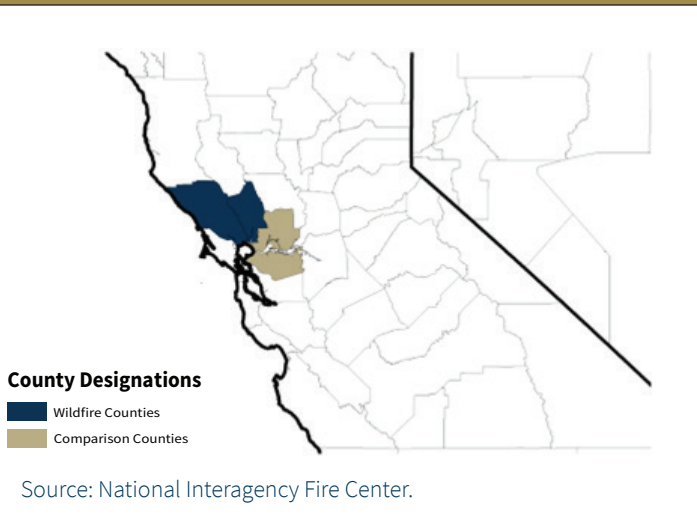 County Designations
Wildfire Counties
Comparison Counties
Source: National Interagency Fire Center.